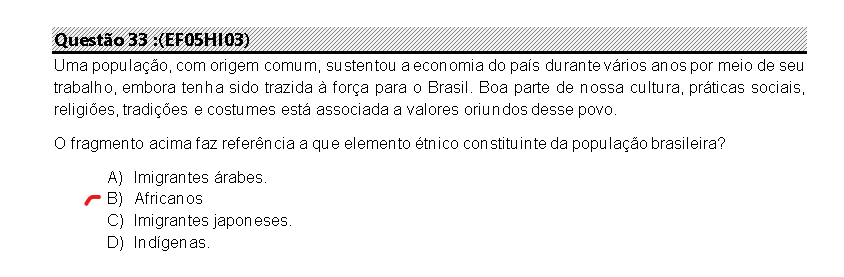 Questão 33 :(EF05HI03)
Uma população, com origem comum, sustentou a economia do país durante vários anos por meio de seu
trabalho, embora tenha sido trazida à força para o Brasil. Boa parte de nossa cultura, práticas sociais,
religiões, tradições e costumes está associada a valores oriundos desse povo.
O fragmento acima faz referência a que elemento étnico constituinte da população brasileira?
A) Imigrantes árabes.
B) Africanos
C) Imigrantes japoneses.
D) Indígenas.